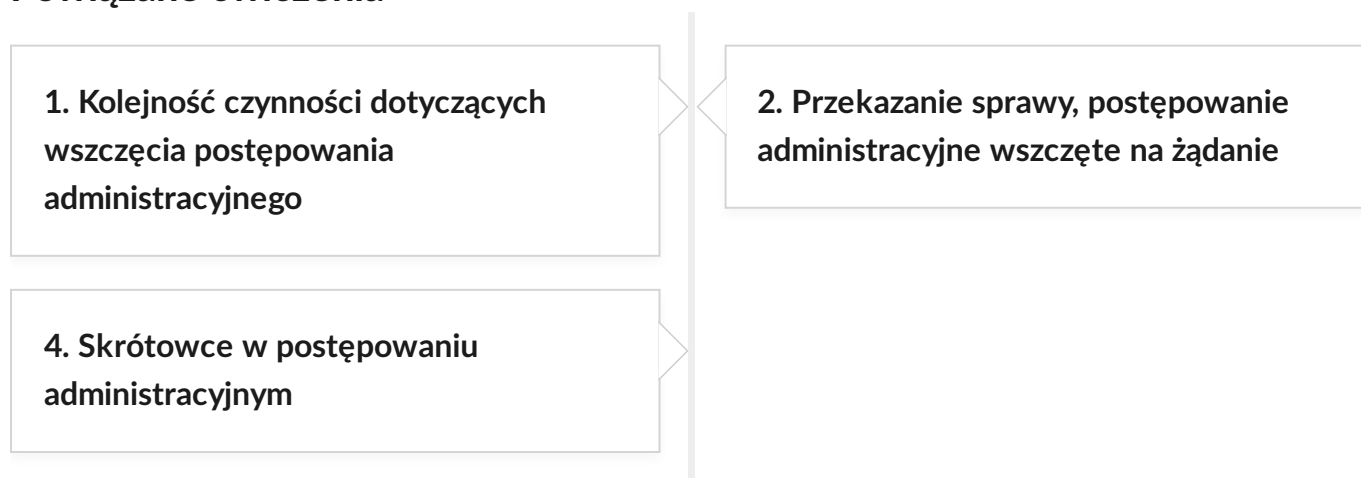 1. Kolejność czynności dotyczących
wszczęcia postępowania
administracyjnego
2. Przekazanie sprawy, postępowanie
administracyjne wszczęte na żądanie
4. Skrótowce w postępowaniu
administracyjnym